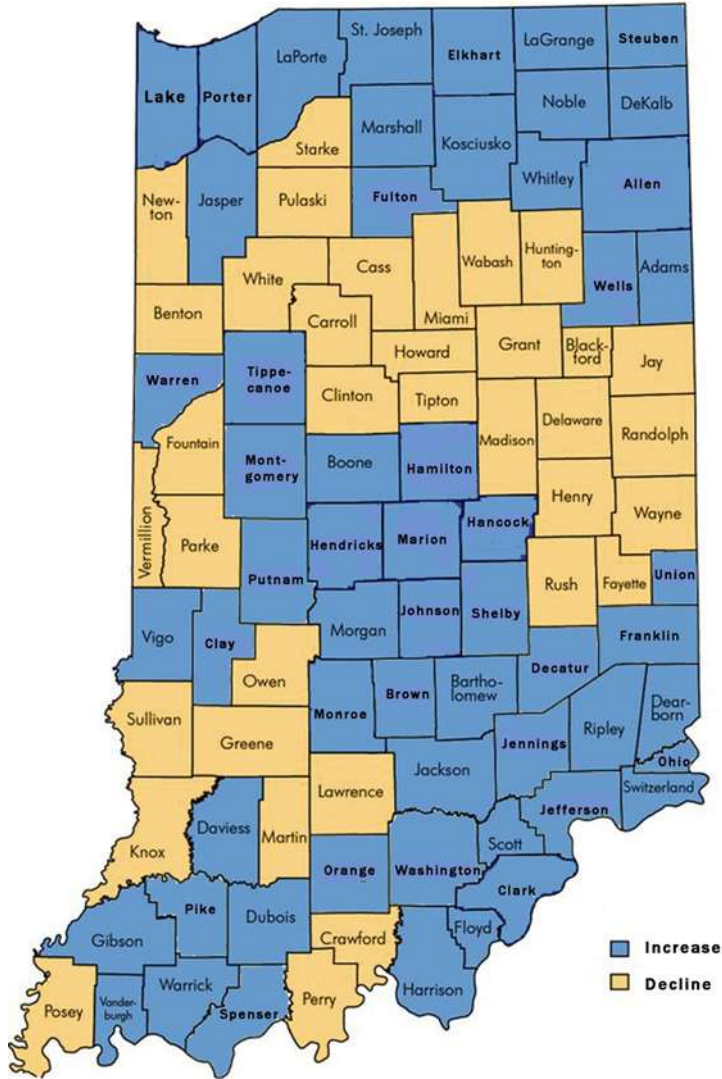 St. Joseph
LaPorte
Elkhart
LaGrange
Steuben
Lake
Porter
Noble
DeKalb
Marshall
Kosciusko
Starke
Whitley
Allen
New-
ton
Jasper
Pulaski
Fulton
White
Cass
Miami
Wabash
Hunting-
ton
Wells
Adams
Benton
Carroll
Howard
Grant
Black-
ford
Jay
Warren
Tippe-
canoe
Clinton
Tipton
Madison
Delaware
Randolph
Fountain
Mont-
gomery
Boone
Hamilton
Henry
Wayne
Vermillion
Parke
Putnam
Hendricks
Marion
Hancock
Rush
Fayette
Union
Vigo
Clay
Morgan
Johnson
Shelby
Franklin
Owen
Decatur
Sullivan
Greene
Monroe
Brown
Bartho-
lomew
Jennings
Ripley
Dear-
born
Ohio
Switzerland
Jackson
Lawrence
Jefferson
Knox
Daviess
Martin
Orange
Washington
Scott
Clark
Gibson
Pike
Dubois
Crawford
Floyd
Harrison
Posey
Vander-
burgh
Warrick
Spenser
Perry
Increase
Decline